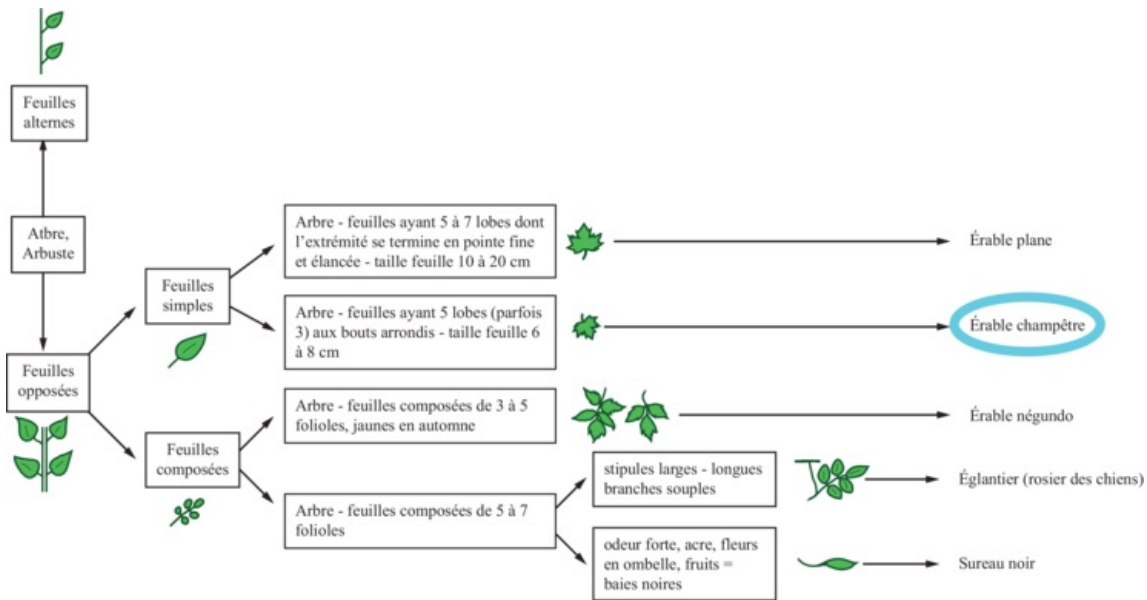 Feuilles
alternes
Atbre,
Arbuste
Feuilles
opposées
Feuilles
simples
Feuilles
composées
Arbre - feuilles ayant 5 à 7 lobes dont
l'extrémité se termine en pointe fine
et élancée - taille feuille 10 à 20 cm
Érable plane
Arbre - feuilles ayant 5 lobes (parfois
3) aux bouts arrondis - taille feuille 6
à 8 cm
Érable champêtre
Arbre - feuilles composées de 3 à 5
folioles, jaunes en automne
Érable négundo
Arbre - feuilles composées de 5 à 7
folioles
stipules larges - longues
branches souples
Églantier (rosier des chiens)
odeur forte, acre, fleurs
en ombelle, fruits =
baies noires
Sureau noir